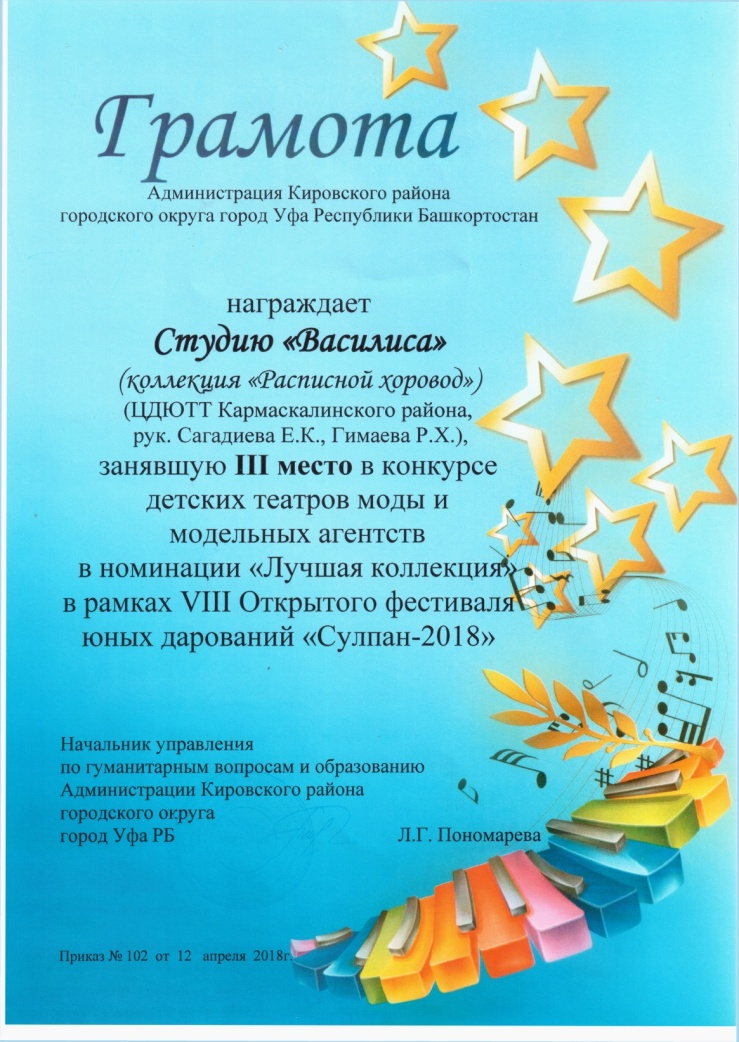 Грамота
Администрация Кировского района
городского округа город Уфа Республики Башкортостан
награждает
Студию «Василиса»
(коллекция «Расписной хоровод»)
(ЦДЮТТ Кармаскалинского района,
рук. Сагадиева Е.К., Гимаева Р.Х.),
занявшую III место в конкурсе
детских театров моды и
модельных агентств
в номинации «Лучшая коллекция»
в рамках VIII Открытого фестиваля
юных дарований «Сулпан-2018»
Начальник управления
по гуманитарным вопросам и образованию
Администрации Кировского района
городского округа
город Уфа РБ Л.Г. Пономарева
Приказ № 102 от 12 апреля 2018г.